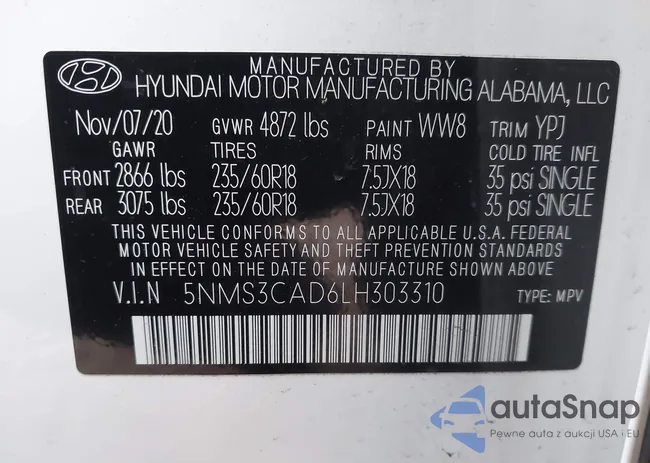 MANUFACTURED BY
HYUNDAI MOTOR MANUFACTURING ALABAMA, LLC
Nov/07/20 GVWR 4872 lbs PAINT WW8 TRIM YPJ
GAWR TIRES RIMS COLD TIRE INFL
FRONT 2866 lbs 235/60R18 7.5JX18 35 psi SINGLE
REAR 3075 lbs 235/60R18 7.5JX18 35 psi SINGLE
THIS VEHICLE CONFORMS TO ALL APPLICABLE U.S.A. FEDERAL
MOTOR VEHICLE SAFETY AND THEFT PREVENTION STANDARDS
IN EFFECT ON THE DATE OF MANUFACTURE SHOWN ABOVE
V.I.N 5NMS3CAD6LH303310 TYPE: MPV
autaSnap
Pewne auta z aukcji USA i EU